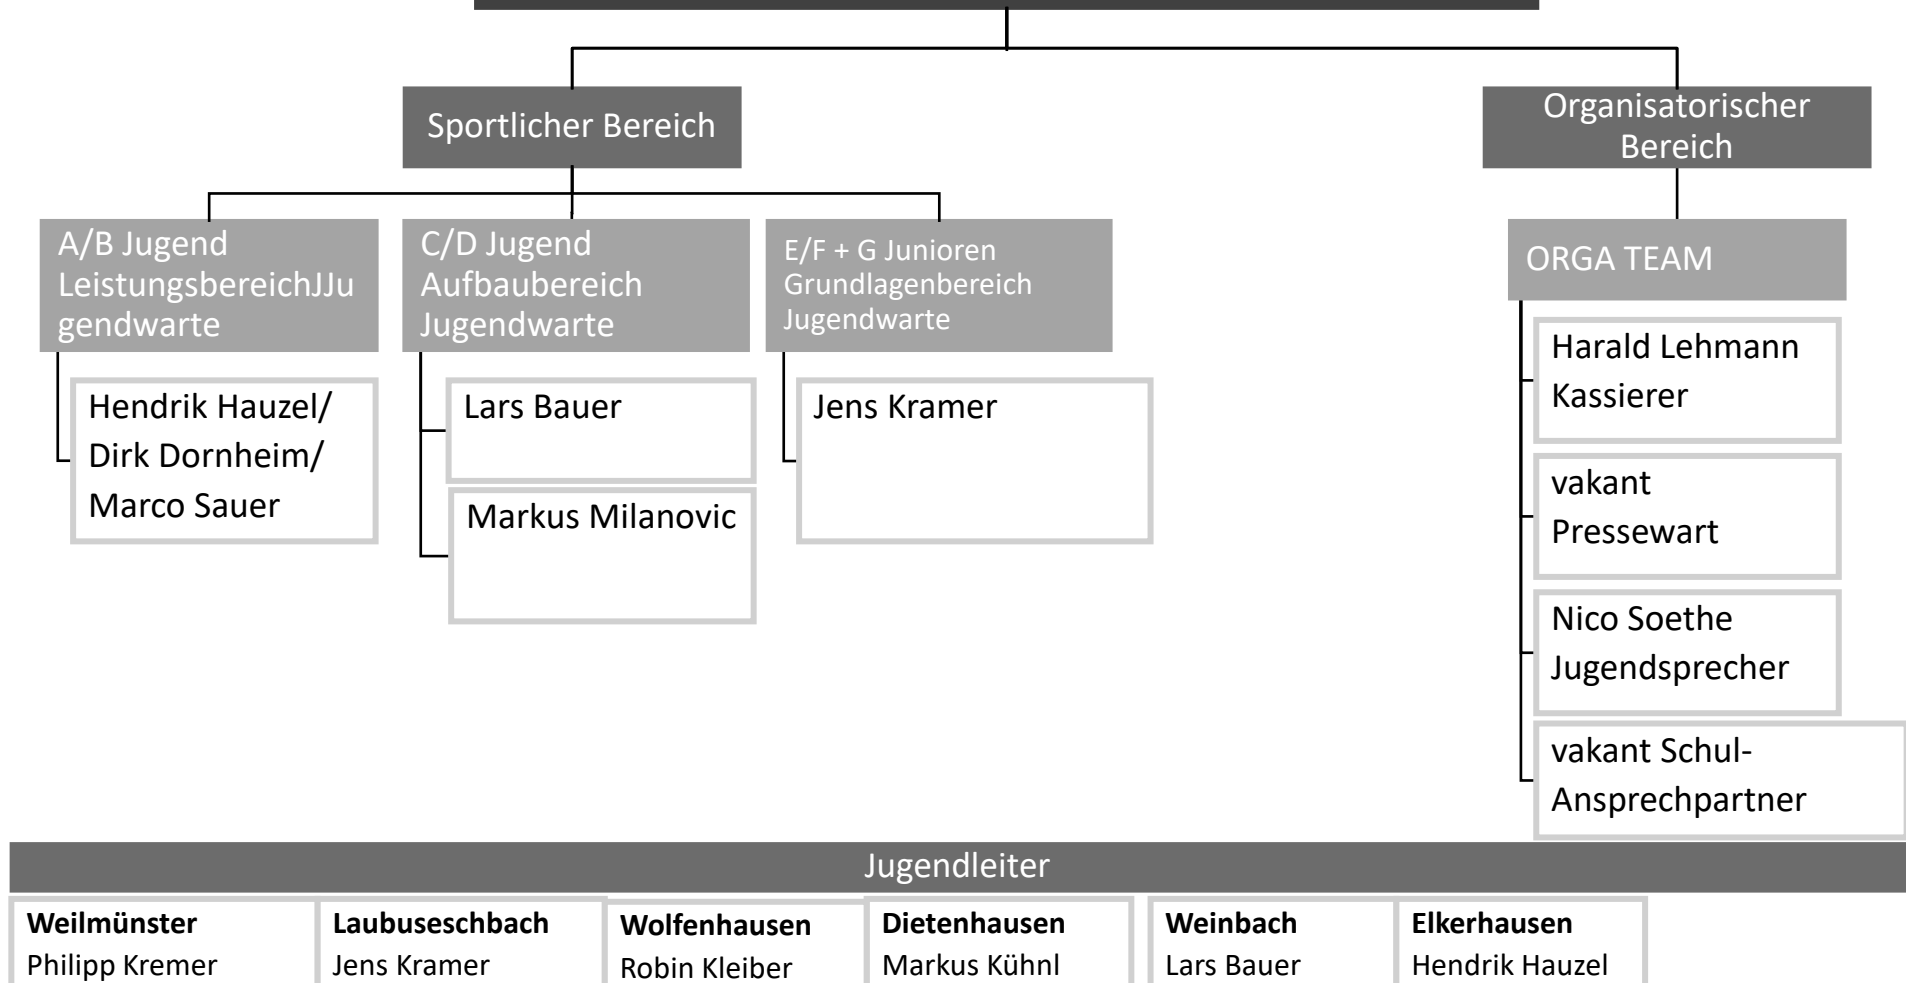 Sportlicher Bereich
Organisatorischer
Bereich
A/B Jugend
LeistungsbereichJJu
gendwarte
C/D Jugend
Aufbaubereich
Jugendwarte
E/F + G Junioren
Grundlagenbereich
Jugendwarte
ORGA TEAM
Hendrik Hauzel/
Dirk Dornheim/
Marco Sauer
Lars Bauer
Markus Milanovic
Jens Kramer
Harald Lehmann
Kassierer
vakant
Pressewart
Nico Soethe
Jugendsprecher
vakant Schul-
Ansprechpartner
Jugendleiter
Weilmünster
Philipp Kremer
Laubuseschbach
Jens Kramer
Wolfenhausen
Robin Kleiber
Dietenhausen
Markus Kühnl
Weinbach
Lars Bauer
Elkerhausen
Hendrik Hauzel